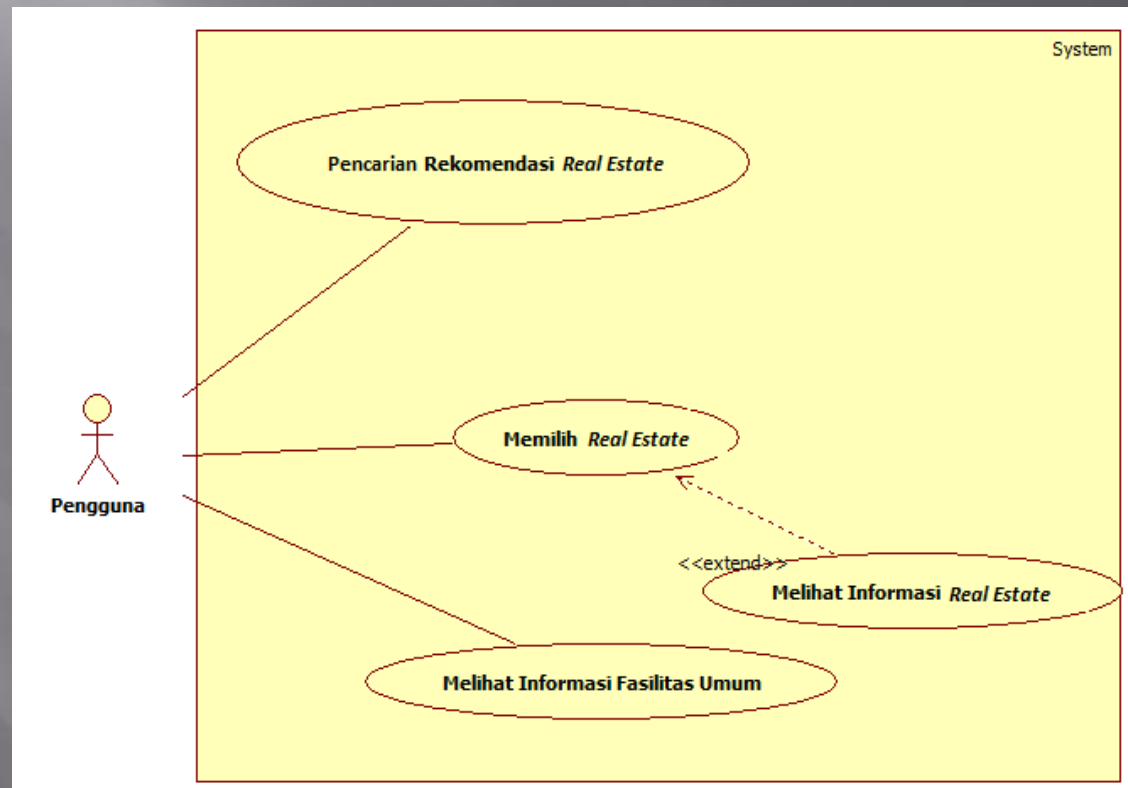 System
Pencarian Rekomendasi Real Estate
Memilih Real Estate
Pengguna
<<extend>>
Melihat Informasi Real Estate
Melihat Informasi Fasilitas Umum